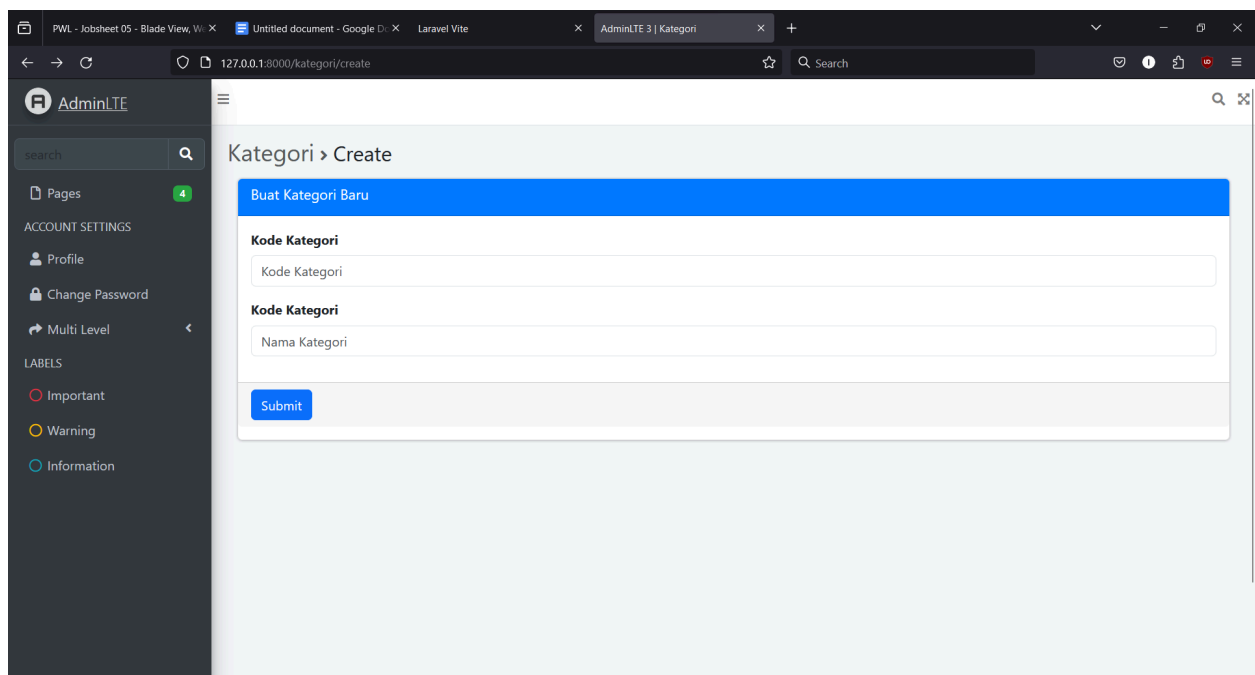 PWL - Jobsheet 05 - Blade View, W
Untitled document - Google Do
Laravel Vite
AdminLTE 3 | Kategori
127.0.0.1:8000/kategori/create
Search
AdminLTE
search
Kategori › Create
Pages
4
Buat Kategori Baru
ACCOUNT SETTINGS
Kode Kategori
Profile
Kode Kategori
Change Password
Kode Kategori
Multi Level
Nama Kategori
LABELS
Important
Submit
Warning
Information